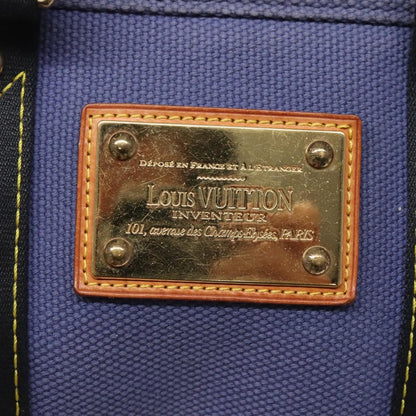 DÉPOSÉ EN FRANCE ET À L'ÉTRANGER
LOUIS VUITTON
INVENTEUR
101, avenue des Champs-Elysées, PARIS